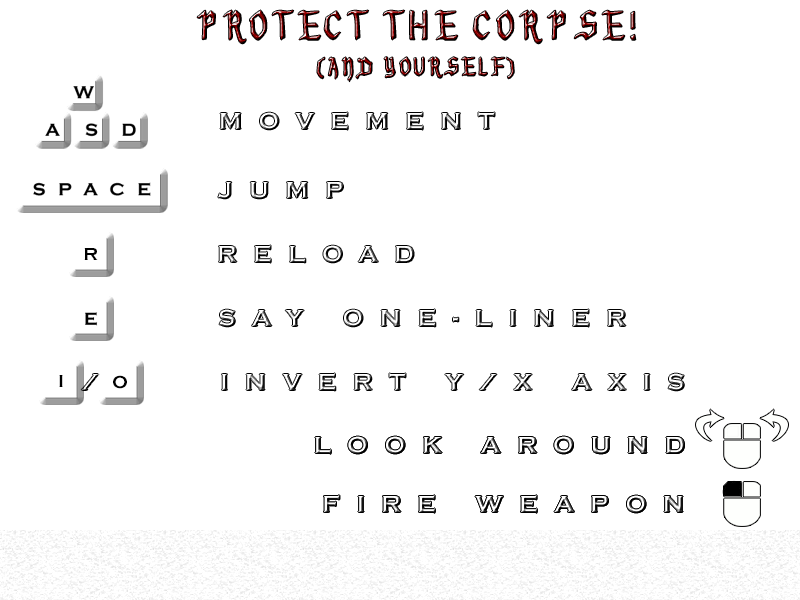 PROTECT THE CORPSE!
(AND YOURSELF)
W
A S D MOVEMENT
SPACE JUMP
R RELOAD
E SAY ONE-LINER
I/O INVERT Y/X AXIS
LOOK AROUND
FIRE WEAPON